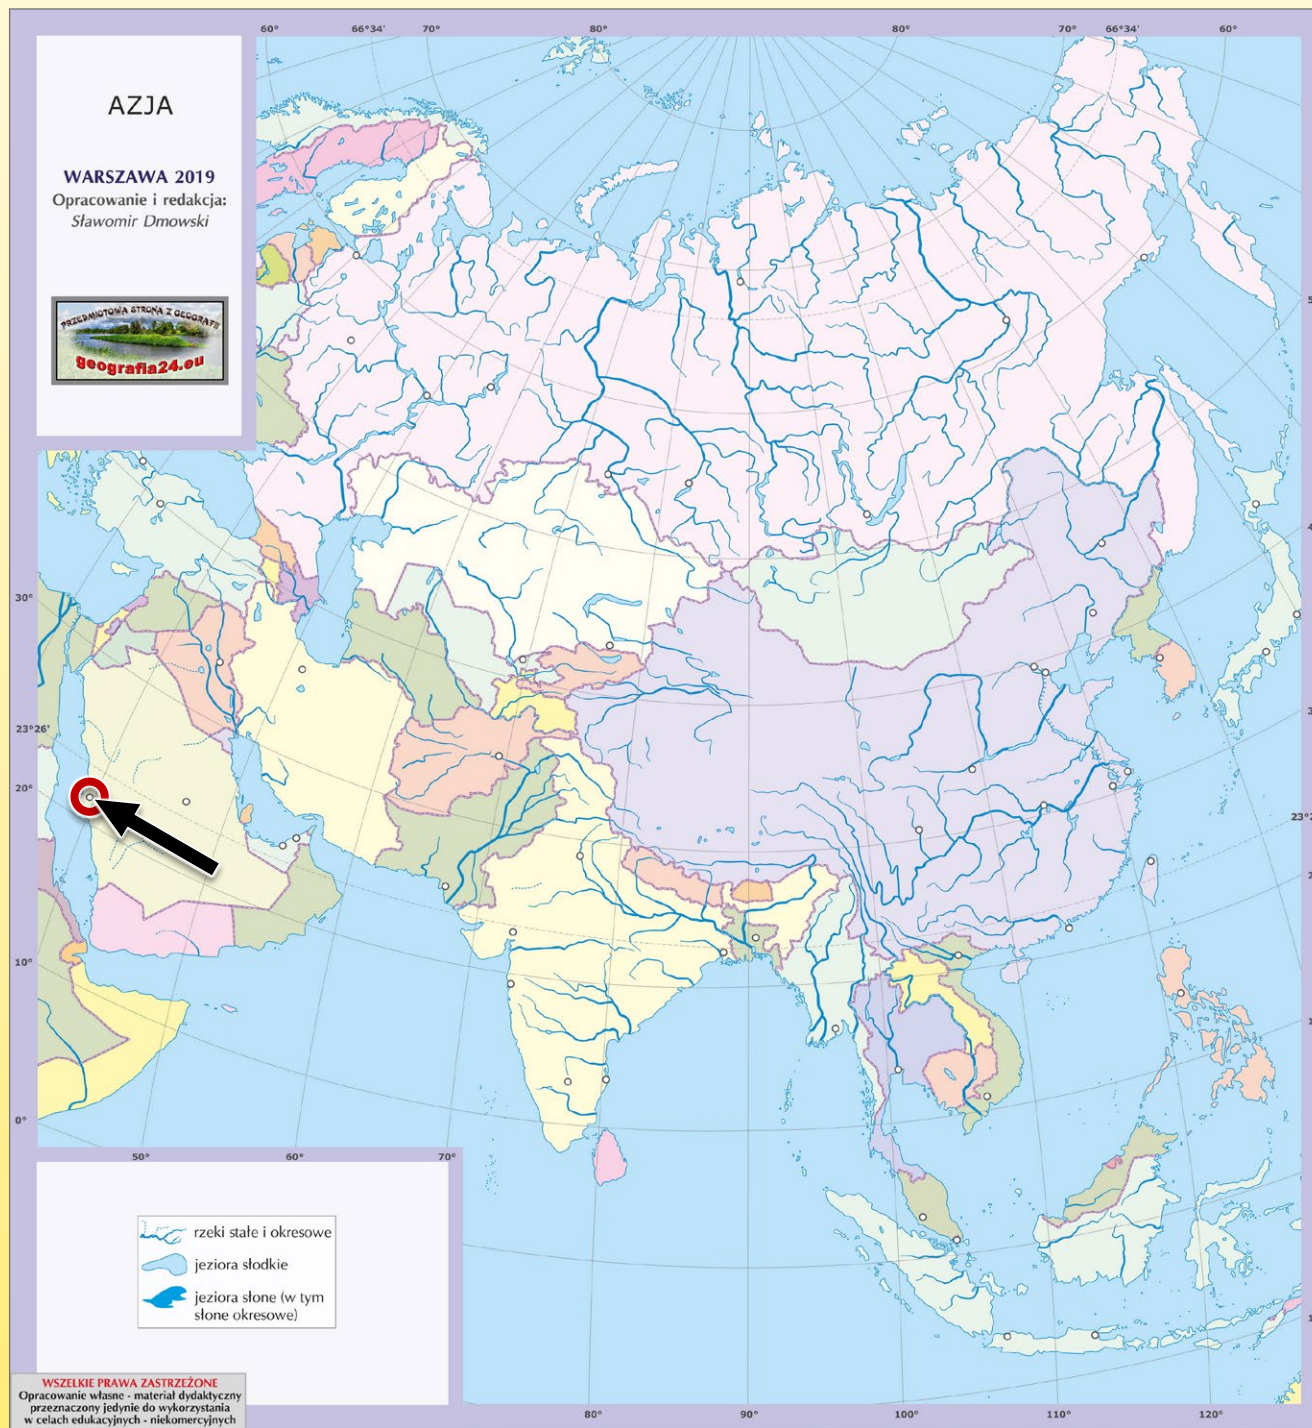 60°
66°34'
70°
80°
80°
70°
66°34'
60°
AZJA
WARSZAWA 2019
Opracowanie i redakcja:
Sławomir Dmowski
PRZEDMIOTOWA STRONA Z GEOGRAFII
geografia24.eu
30°
23°26'
20°
10°
0°
50°
60°
70°
rzeki stałe i okresowe
jeziora słodkie
jeziora słone (w tym
słone okresowe)
80°
90°
100°
110°
120°
WSZELKIE PRAWA ZASTRZEŻONE
Opracowanie własne - materiał dydaktyczny
przeznaczony jedynie do wykorzystania
w celach edukacyjnych - niekomercyjnych